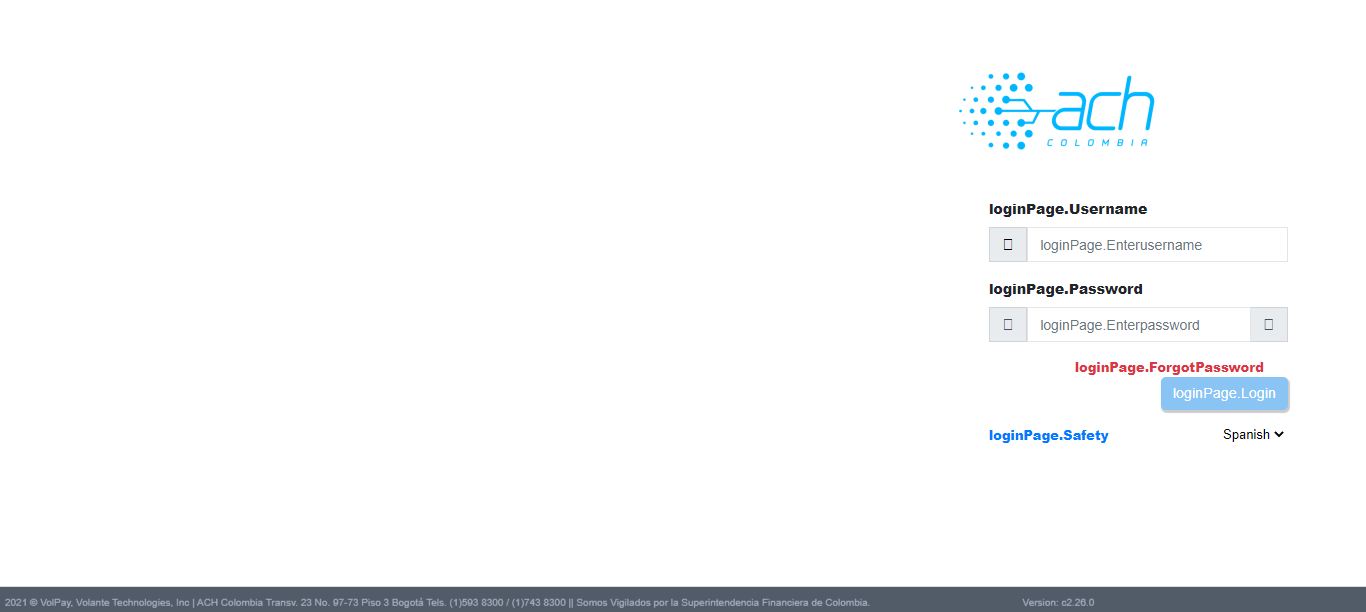 ach
COLOMBIA
loginPage.Username
loginPage.Enterusername
loginPage.Password
loginPage.Enterpassword
loginPage.ForgotPassword
loginPage.Login
loginPage.Safety
Spanish
2021 © VolPay, Volante Technologies, Inc | ACH Colombia Transv. 23 No. 97-73 Piso 3 Bogotá Tels. (1)593 8300 / (1)743 8300 || Somos Vigilados por la Superintendencia Financiera de Colombia.
Version: c2.26.0